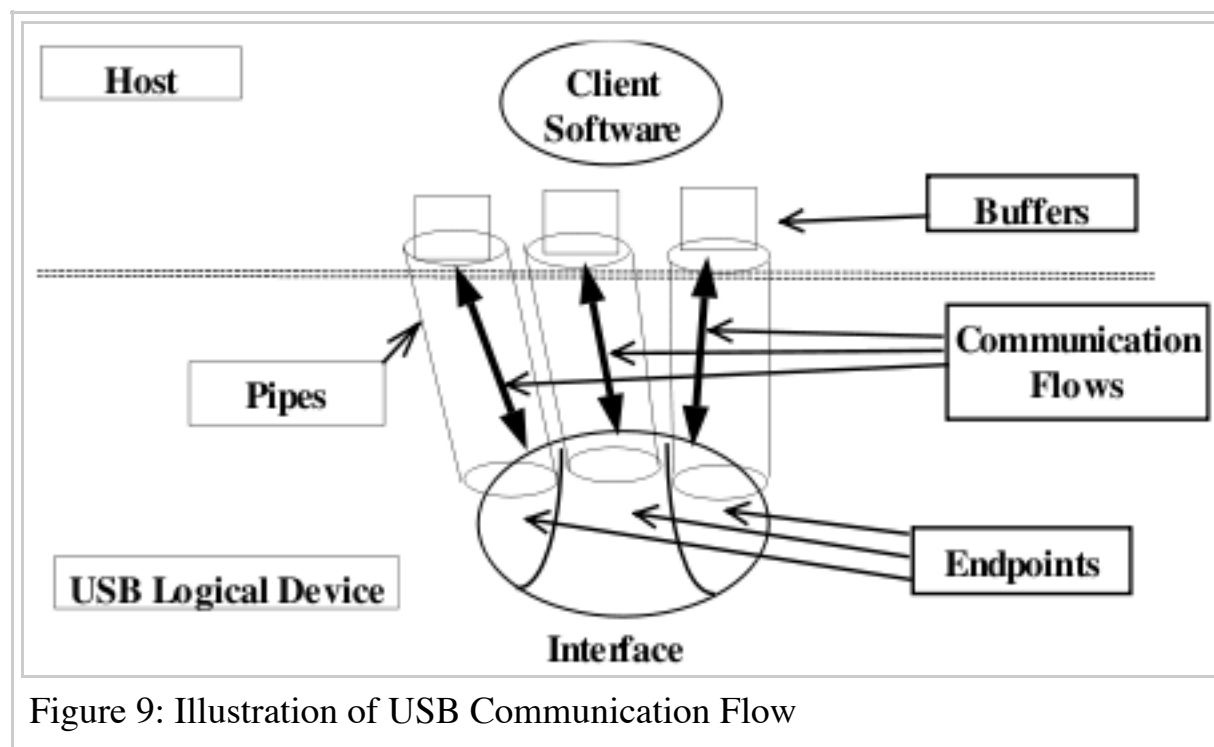 Host
Client
Software
Buffers
Communication
Flows
Pipes
Endpoints
USB Logical Device
Interface
Figure 9: Illustration of USB Communication Flow